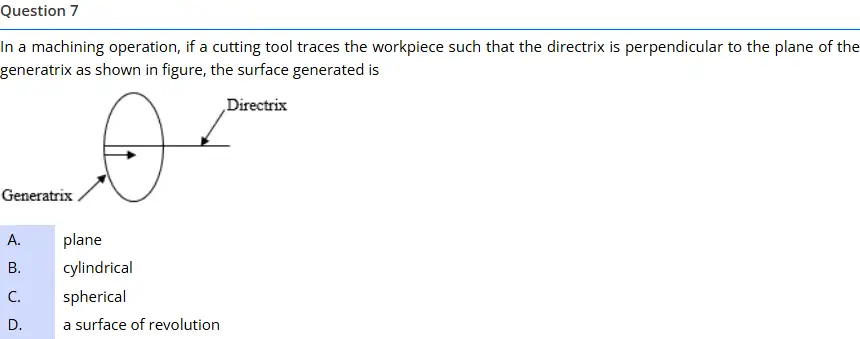 Question 7
In a machining operation, if a cutting tool traces the workpiece such that the directrix is perpendicular to the plane of the
generatrix as shown in figure, the surface generated is
Directrix
Generatrix
A. plane
B. cylindrical
C. spherical
D. a surface of revolution